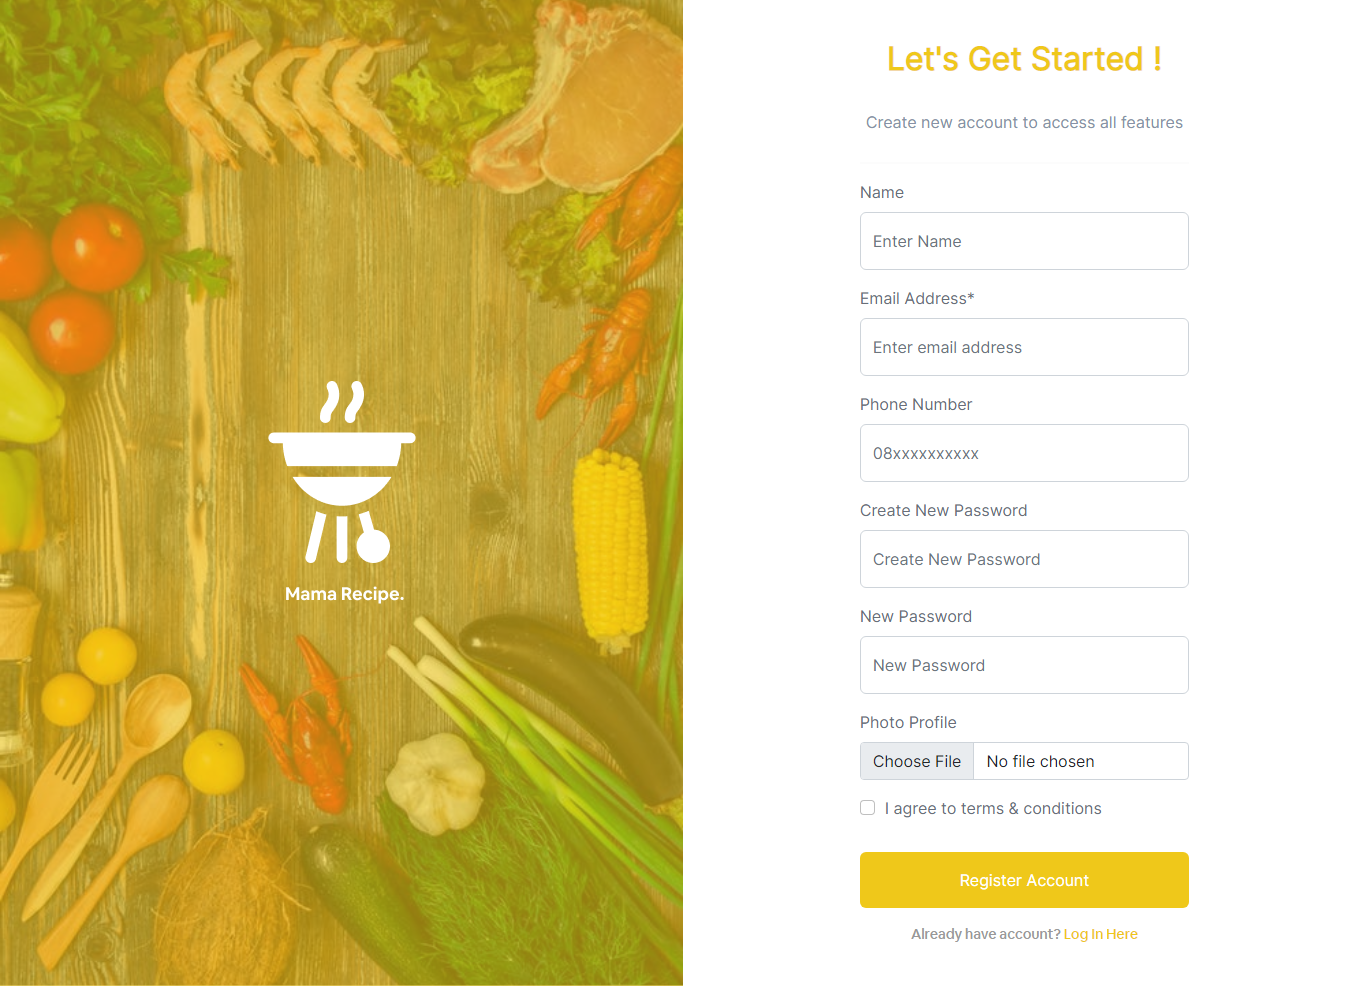 Mama Recipe.
Let's Get Started !
Create new account to access all features
Name
Enter Name
Email Address*
Enter email address
Phone Number
08xxxxxxxxxx
Create New Password
Create New Password
New Password
New Password
Photo Profile
Choose File No file chosen
I agree to terms & conditions
Register Account
Already have account? Log In Here